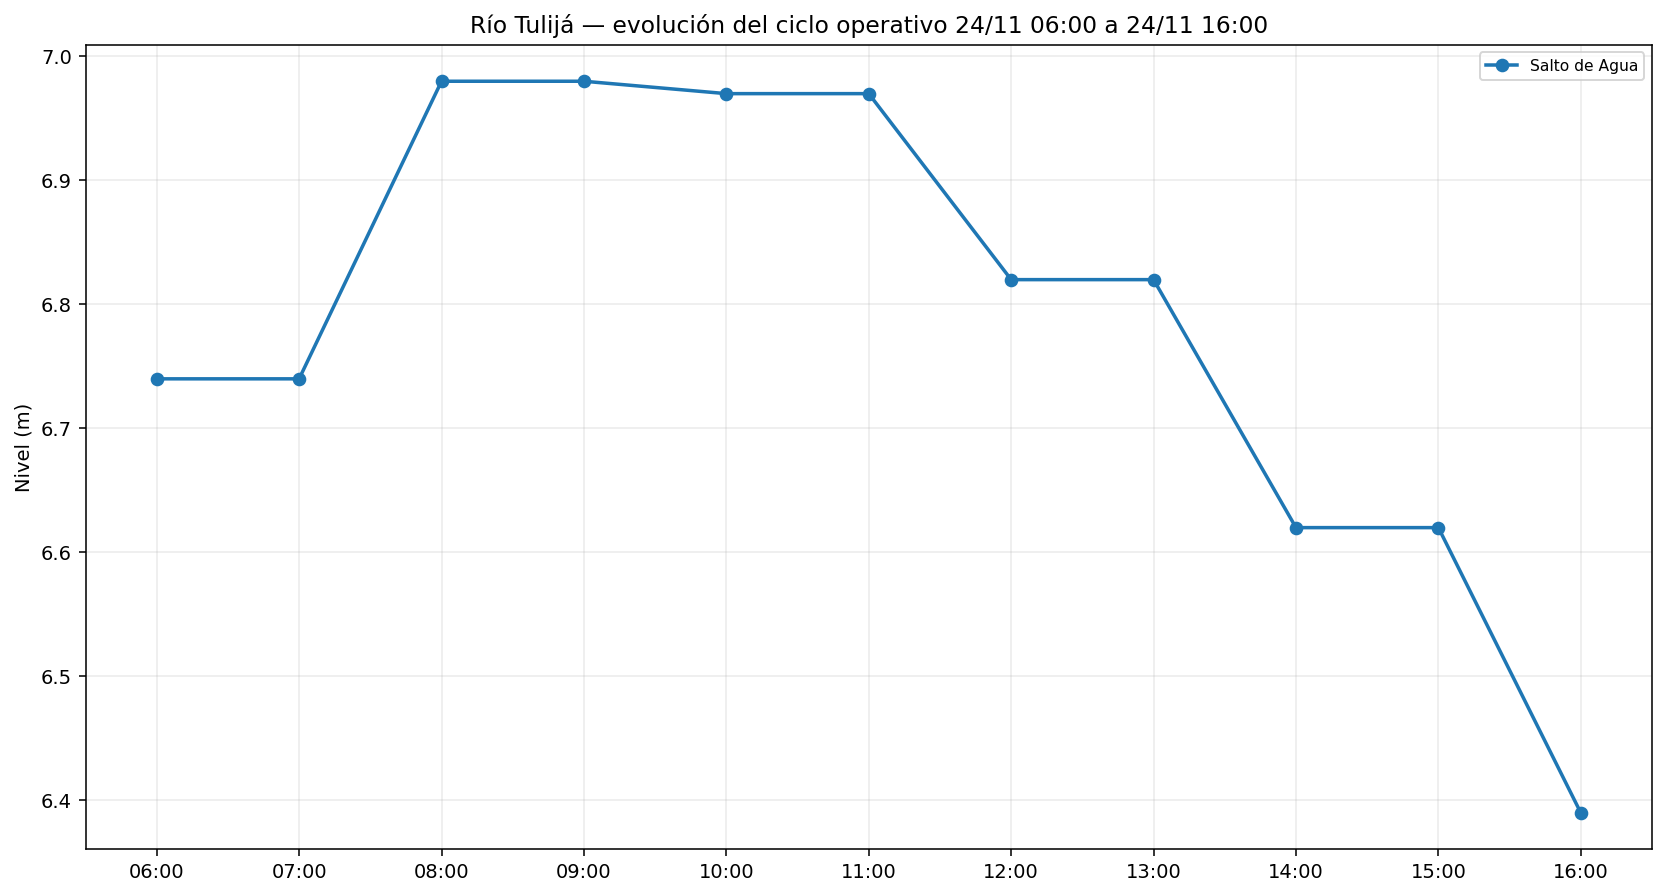 Río Tulijá — evolución del ciclo operativo 24/11 06:00 a 24/11 16:00
Salto de Agua
Nivel (m)
7.0
6.9
6.8
6.7
6.6
6.5
6.4
06:00 07:00 08:00 09:00 10:00 11:00 12:00 13:00 14:00 15:00 16:00